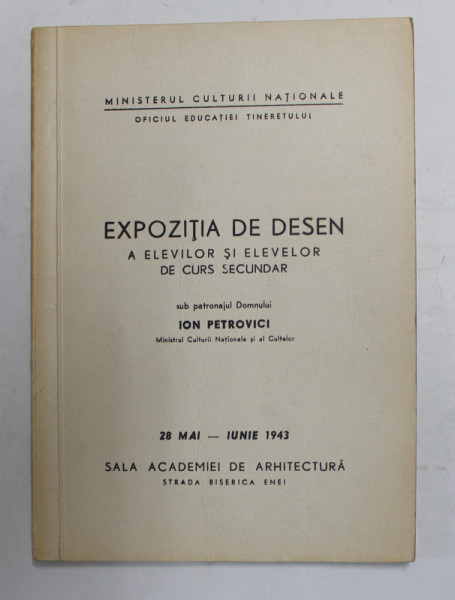 MINISTERUL CULTURII NAȚIONALE
OFICIUL EDUCAȚIEI TINERETULUI
EXPOZIȚIA DE DESEN
A ELEVILOR ȘI ELEVELOR
DE CURS SECUNDAR
sub patronajul Domnului
ION PETROVICI
Ministrul Culturii Naționale și al Cultelor
28 MAI — IUNIE 1943
SALA ACADEMIEI DE ARHITECTURĂ
STRADA BISERICA ENEI